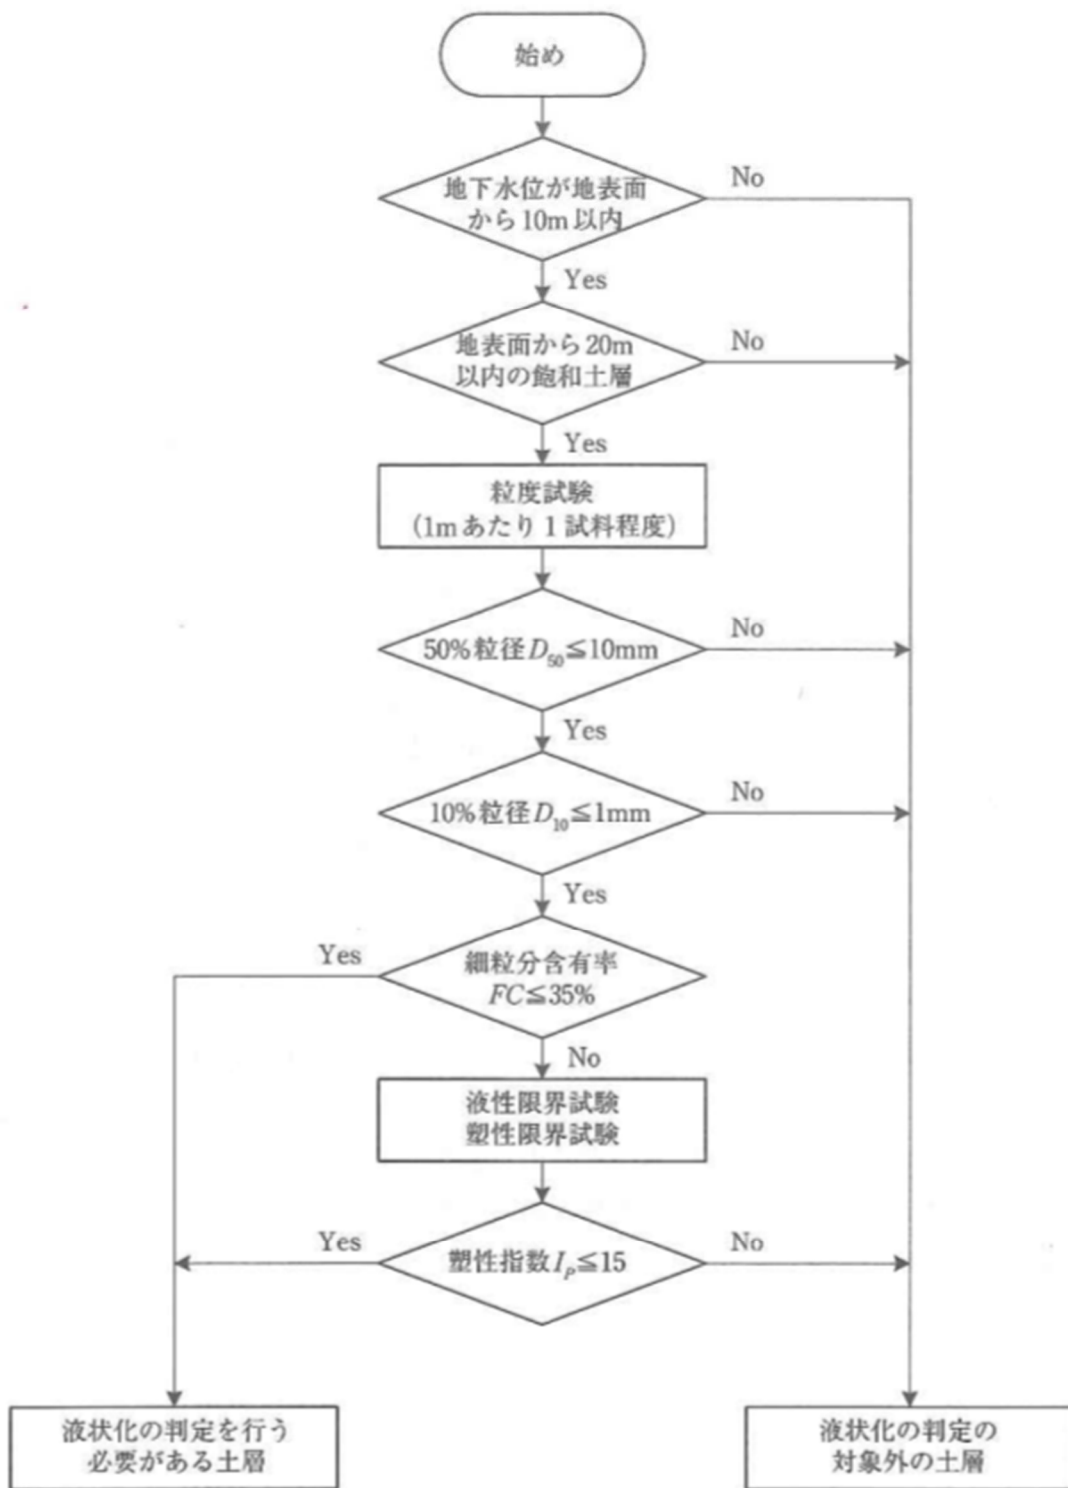 始め
地下水位が地表面
から10m以内
No
Yes
地表面から20m
以内の飽和土層
No
Yes
粒度試験
(1mあたり1試料程度)
50%粒径D50≦10mm
No
Yes
10%粒径D10≦1mm
No
Yes
細粒分含有率
FC≦35%
Yes
No
液性限界試験
塑性限界試験
塑性指数IP≦15
Yes
No
液状化の判定を行う
必要がある土層
液状化の判定の
対象外の土層